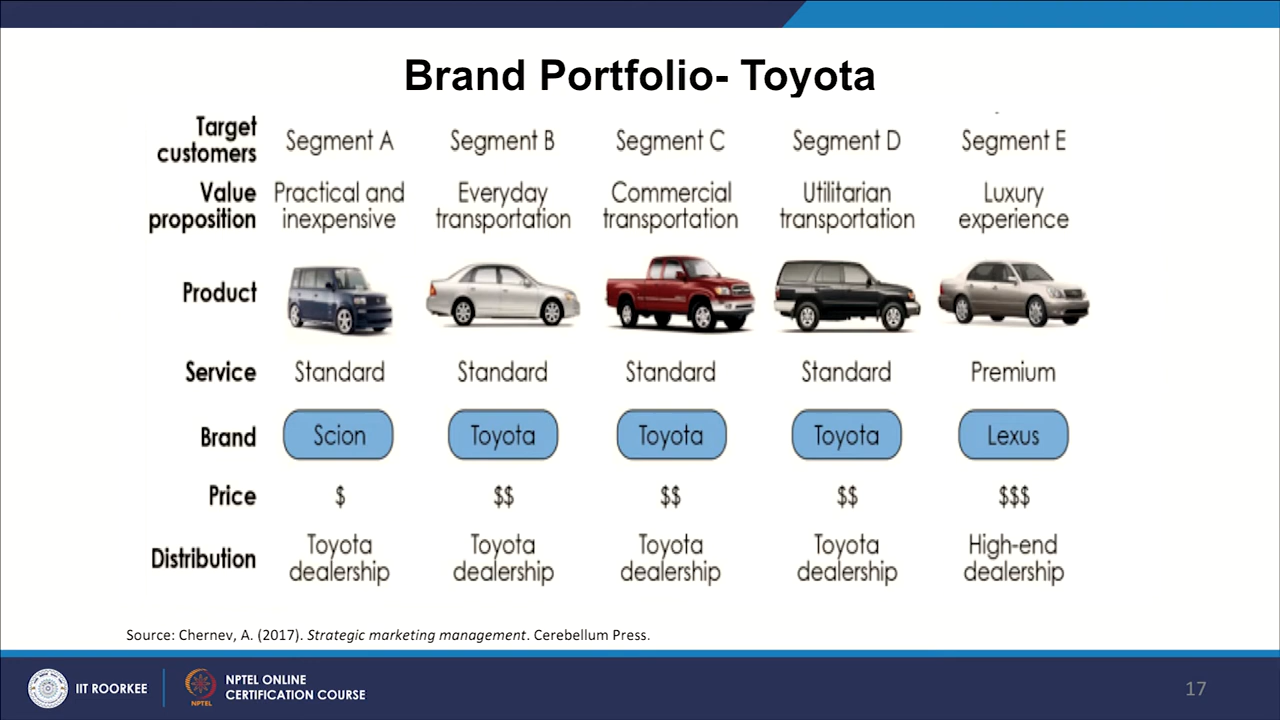 Brand Portfolio- Toyota
Target customers Segment A Segment B Segment C Segment D Segment E
Value proposition Practical and inexpensive Everyday transportation Commercial transportation Utilitarian transportation Luxury experience
Product
Service Standard Standard Standard Standard Premium
Brand Scion Toyota Toyota Toyota Lexus
Price $ $$ $$ $$ $$$
Distribution Toyota dealership Toyota dealership Toyota dealership Toyota dealership High-end dealership
Source: Chernev, A. (2017). Strategic marketing management. Cerebellum Press.
IIT ROORKEE
NPTEL
NPTEL ONLINE
CERTIFICATION COURSE
17